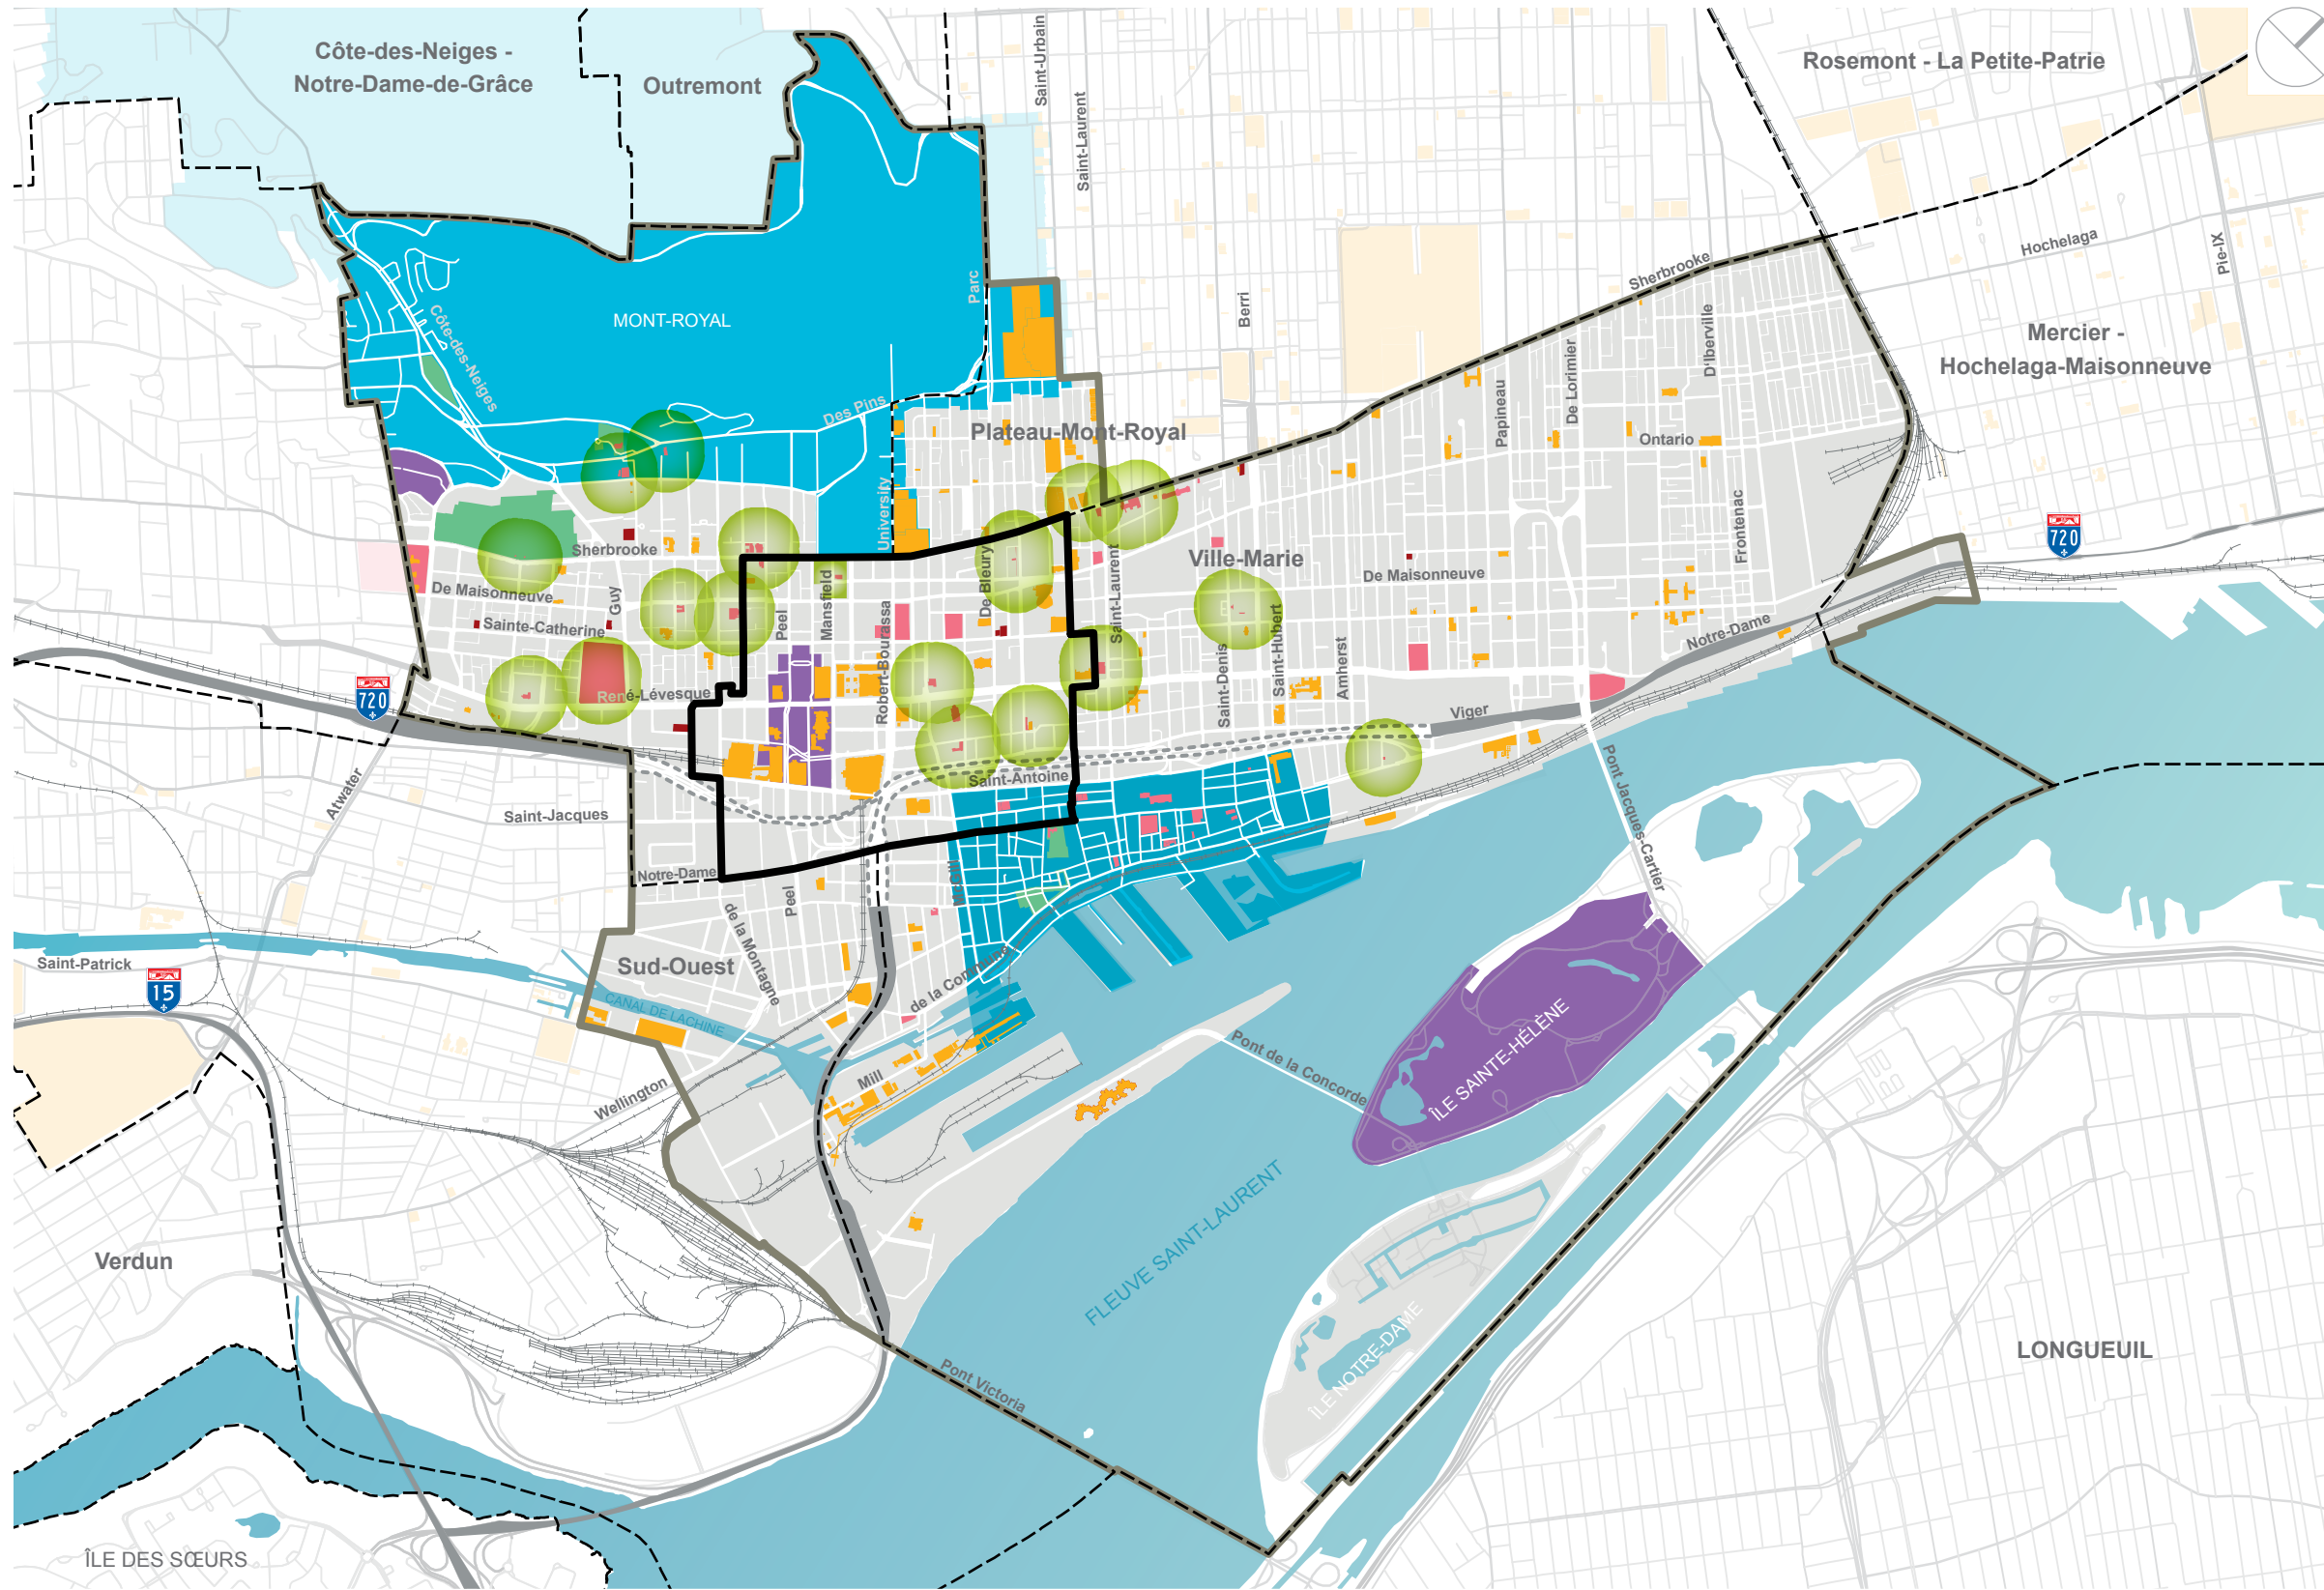 Côte-des-Neiges -
Notre-Dame-de-Grâce
Outremont
Saint-Urbain
Saint-Laurent
Rosemont - La Petite-Patrie
Hochelaga
Pie-IX
Sherbrooke
Parc
Berri
MONT-ROYAL
Côte-des-Neiges
Mercier -
Hochelaga-Maisonneuve
D'Iberville
De Lorimier
Papineau
Ontario
Des Pins
Plateau-Mont-Royal
University
Frontenac
720
Sherbrooke
De Bleury
Ville-Marie
De Maisonneuve
De Maisonneuve
Guy
Sainte-Catherine
Peel
Mansfield
Robert-Bourassa
Saint-Laurent
Saint-Denis
Saint-Hubert
Amherst
Notre-Dame
720
René-Lévesque
Viger
Saint-Antoine
Pont Jacques-Cartier
Atwater
Saint-Jacques
Notre-Dame
Peel
McGill
de la Montagne
Saint-Patrick
15
Sud-Ouest
CANAL DE LACHINE
de la Commune
Mill
Wellington
Pont de la Concorde
ÎLE SAINTE-HÉLÈNE
FLEUVE SAINT-LAURENT
Verdun
Pont Victoria
ÎLE NOTRE-DAME
LONGUEUIL
ÎLE DES SŒURS